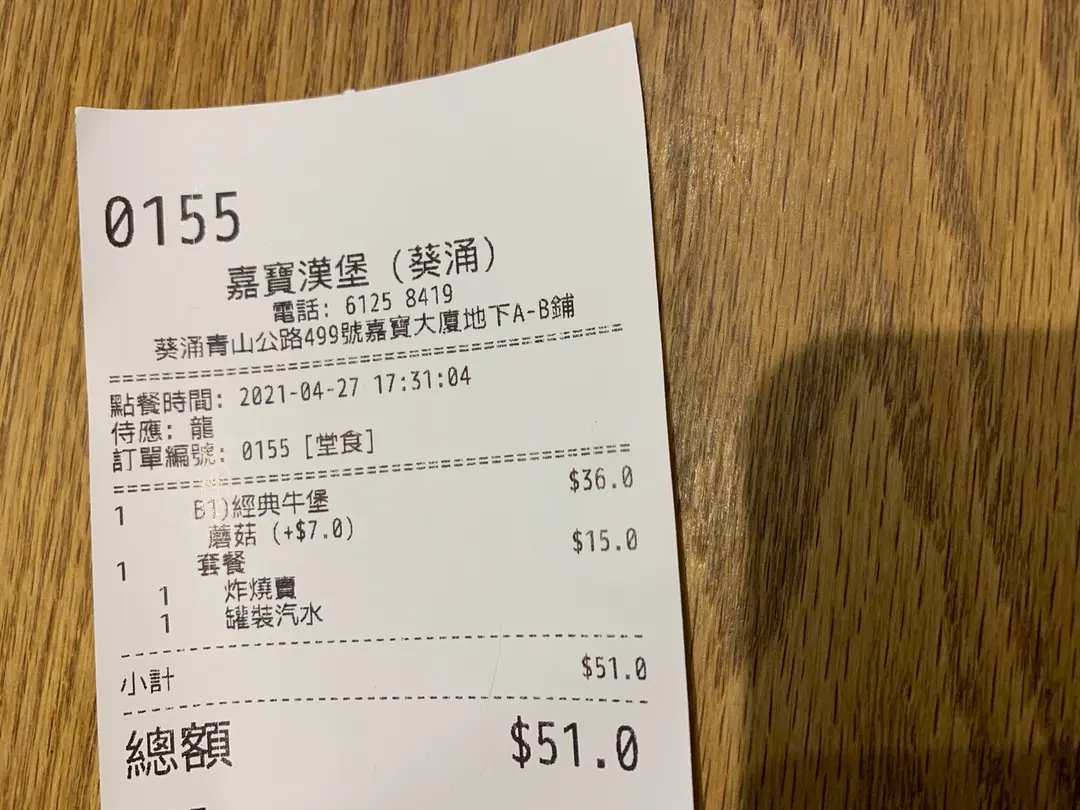 0155
嘉寶漢堡 (葵涌)
電話: 6125 8419
葵涌青山公路499號嘉寶大廈地下A-B鋪
點餐時間: 2021-04-27 17:31:04
侍應: 龍
訂單編號: 0155 [堂食]
1 B1)經典牛堡 $36.0
蘑菇 (+$7.0)
1 套餐 $15.0
1 炸燒賣
1 罐裝汽水
小計 $51.0
總額 $51.0